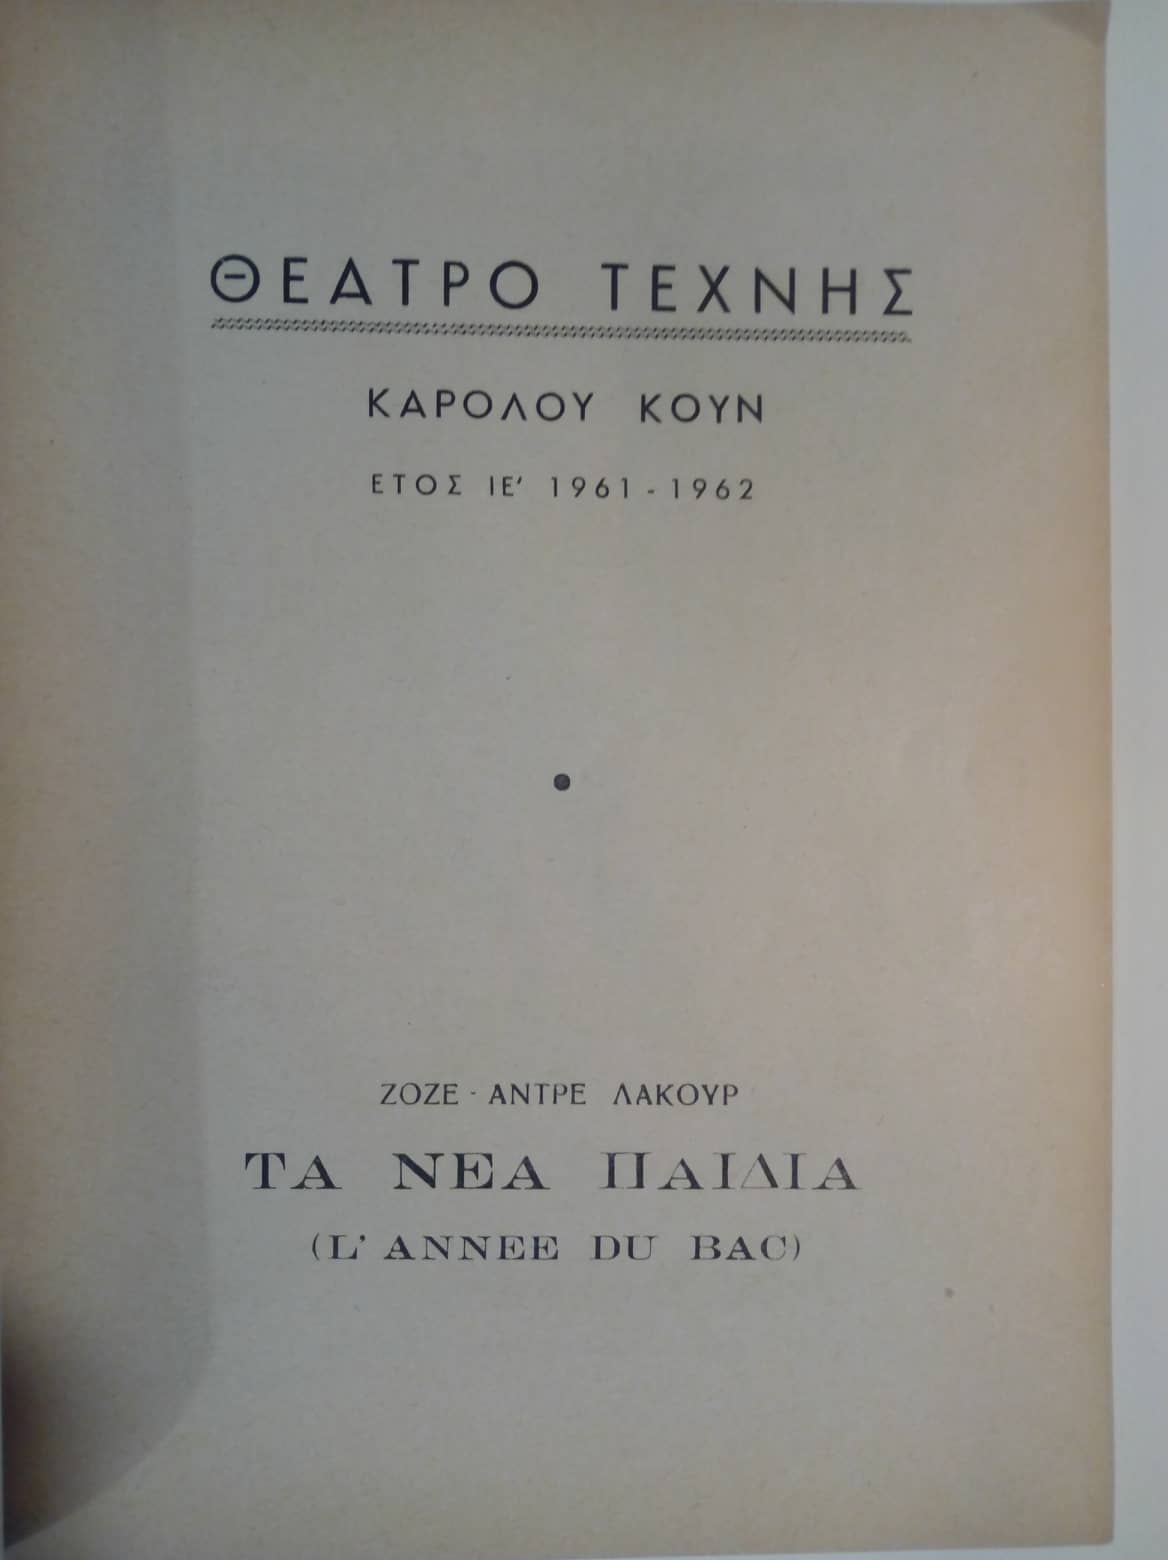 ΘΕΑΤΡΟ ΤΕΧΝΗΣ
ΚΑΡΟΛΟΥ ΚΟΥΝ
ΕΤΟΣ ΙΕ' 1961 - 1962
ΖΟΖΕ - ΑΝΤΡΕ ΛΑΚΟΥΡ
ΤΑ ΝΕΑ ΠΑΙΔΙΑ
(L' ANNEE DU BAC)